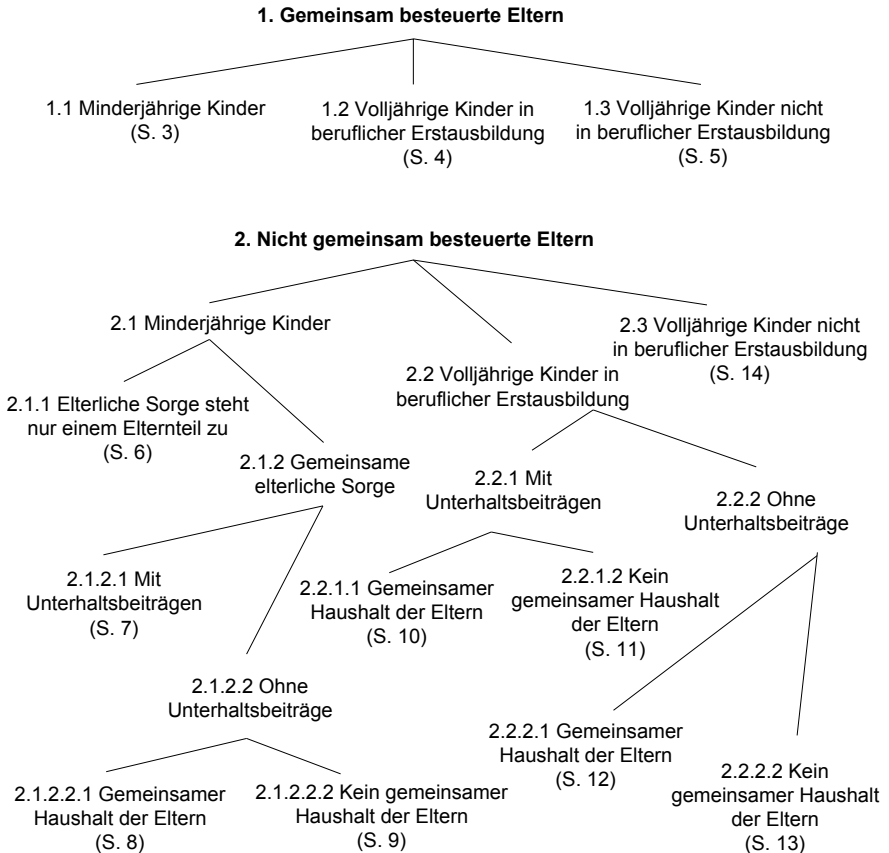 1. Gemeinsam besteuerte Eltern
1.1 Minderjährige Kinder
(S. 3)
1.2 Volljährige Kinder in
beruflicher Erstausbildung
(S. 4)
1.3 Volljährige Kinder nicht
in beruflicher Erstausbildung
(S. 5)
2. Nicht gemeinsam besteuerte Eltern
2.1 Minderjährige Kinder
2.1.1 Elterliche Sorge steht
nur einem Elternteil zu
(S. 6)
2.1.2 Gemeinsame
elterliche Sorge
2.1.2.1 Mit
Unterhaltsbeiträgen
(S. 7)
2.1.2.2 Ohne
Unterhaltsbeiträge
2.1.2.2.1 Gemeinsamer
Haushalt der Eltern
(S. 8)
2.1.2.2.2 Kein gemeinsamer
Haushalt der Eltern
(S. 9)
2.2 Volljährige Kinder in
beruflicher Erstausbildung
2.2.1 Mit
Unterhaltsbeiträgen
2.2.1.1 Gemeinsamer
Haushalt der Eltern
(S. 10)
2.2.1.2 Kein
gemeinsamer Haushalt
der Eltern
(S. 11)
2.2.2 Ohne
Unterhaltsbeiträge
2.2.2.1 Gemeinsamer
Haushalt der Eltern
(S. 12)
2.2.2.2 Kein
gemeinsamer Haushalt
der Eltern
(S. 13)
2.3 Volljährige Kinder nicht
in beruflicher Erstausbildung
(S. 14)